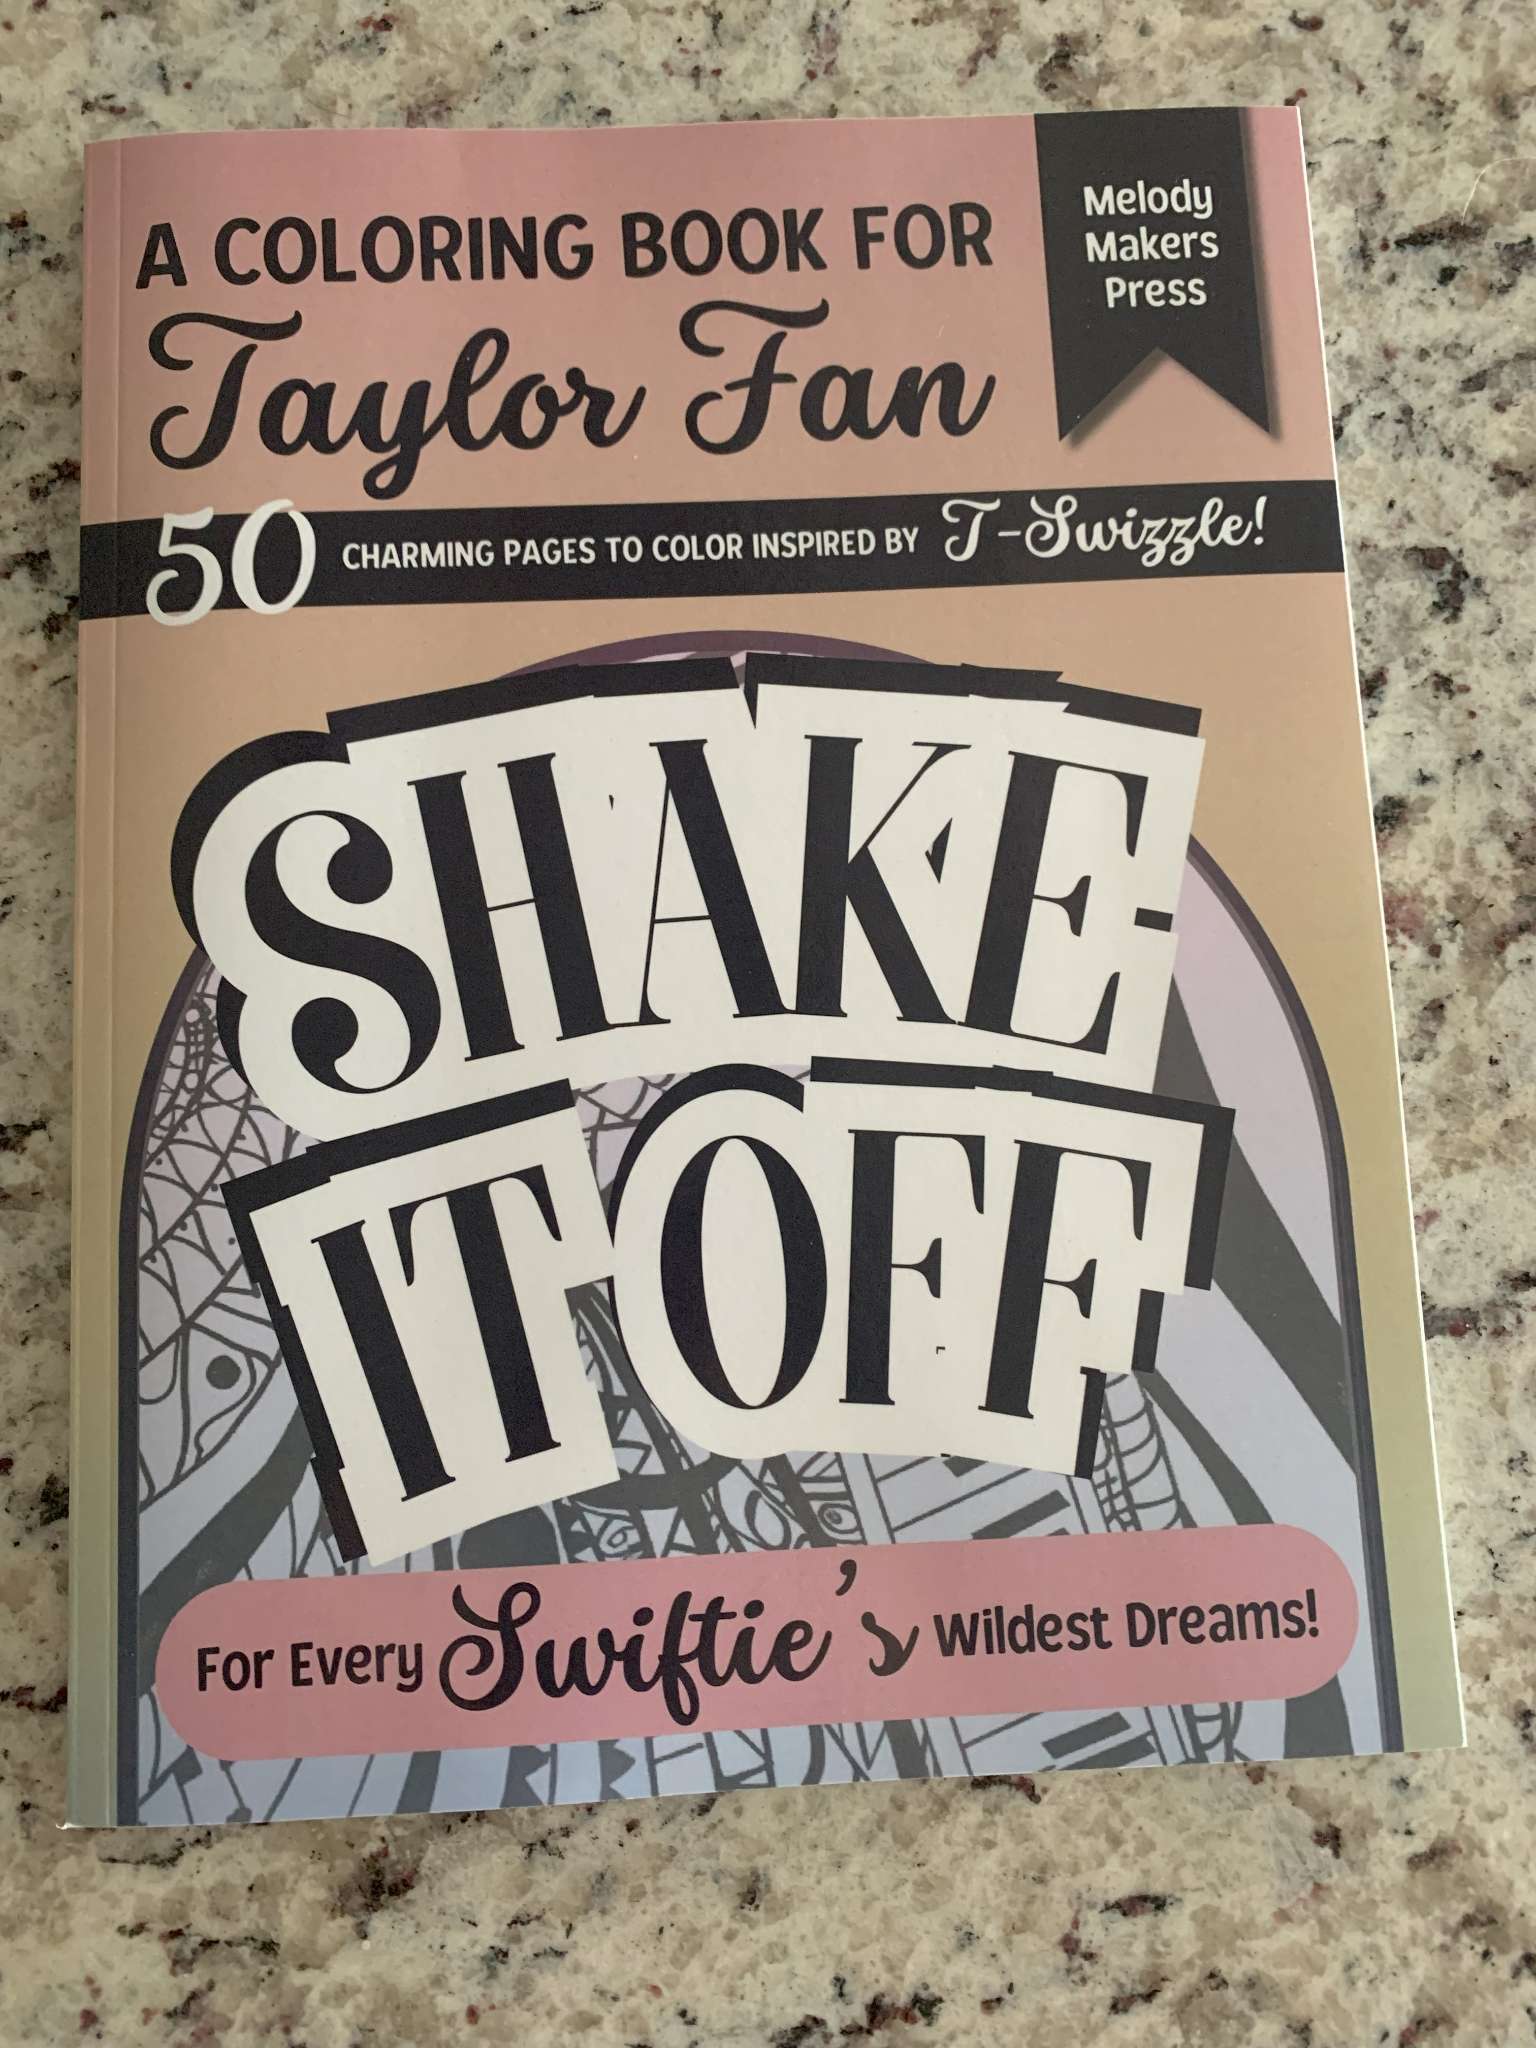 A COLORING BOOK FOR
Taylor Fan
Melody
Makers
Press
50 CHARMING PAGES TO COLOR INSPIRED BY T-Swizzle!
SHAKE-
IT OFF
For Every Swiftie's Wildest Dreams!